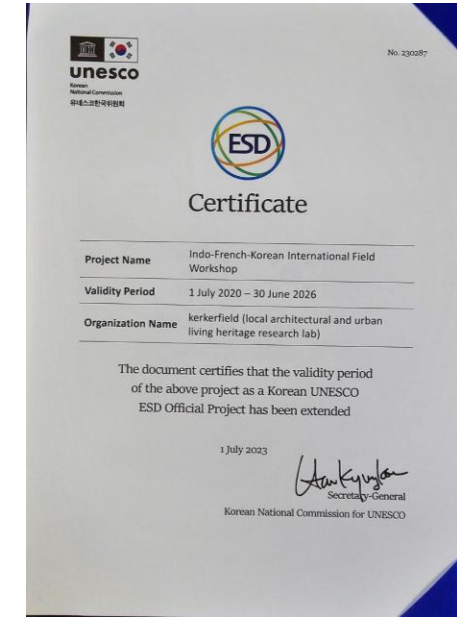 No. 230287
unesco
Korean
National Commission
유네스코한국위원회
ESD
Certificate
Project Name
Indo-French-Korean International Field
Workshop
Validity Period
1 July 2020 – 30 June 2026
Organization Name
kerkerfield (local architectural and urban
living heritage research lab)
The document certifies that the validity period
of the above project as a Korean UNESCO
ESD Official Project has been extended
1 July 2023
Secretary-General
Korean National Commission for UNESCO